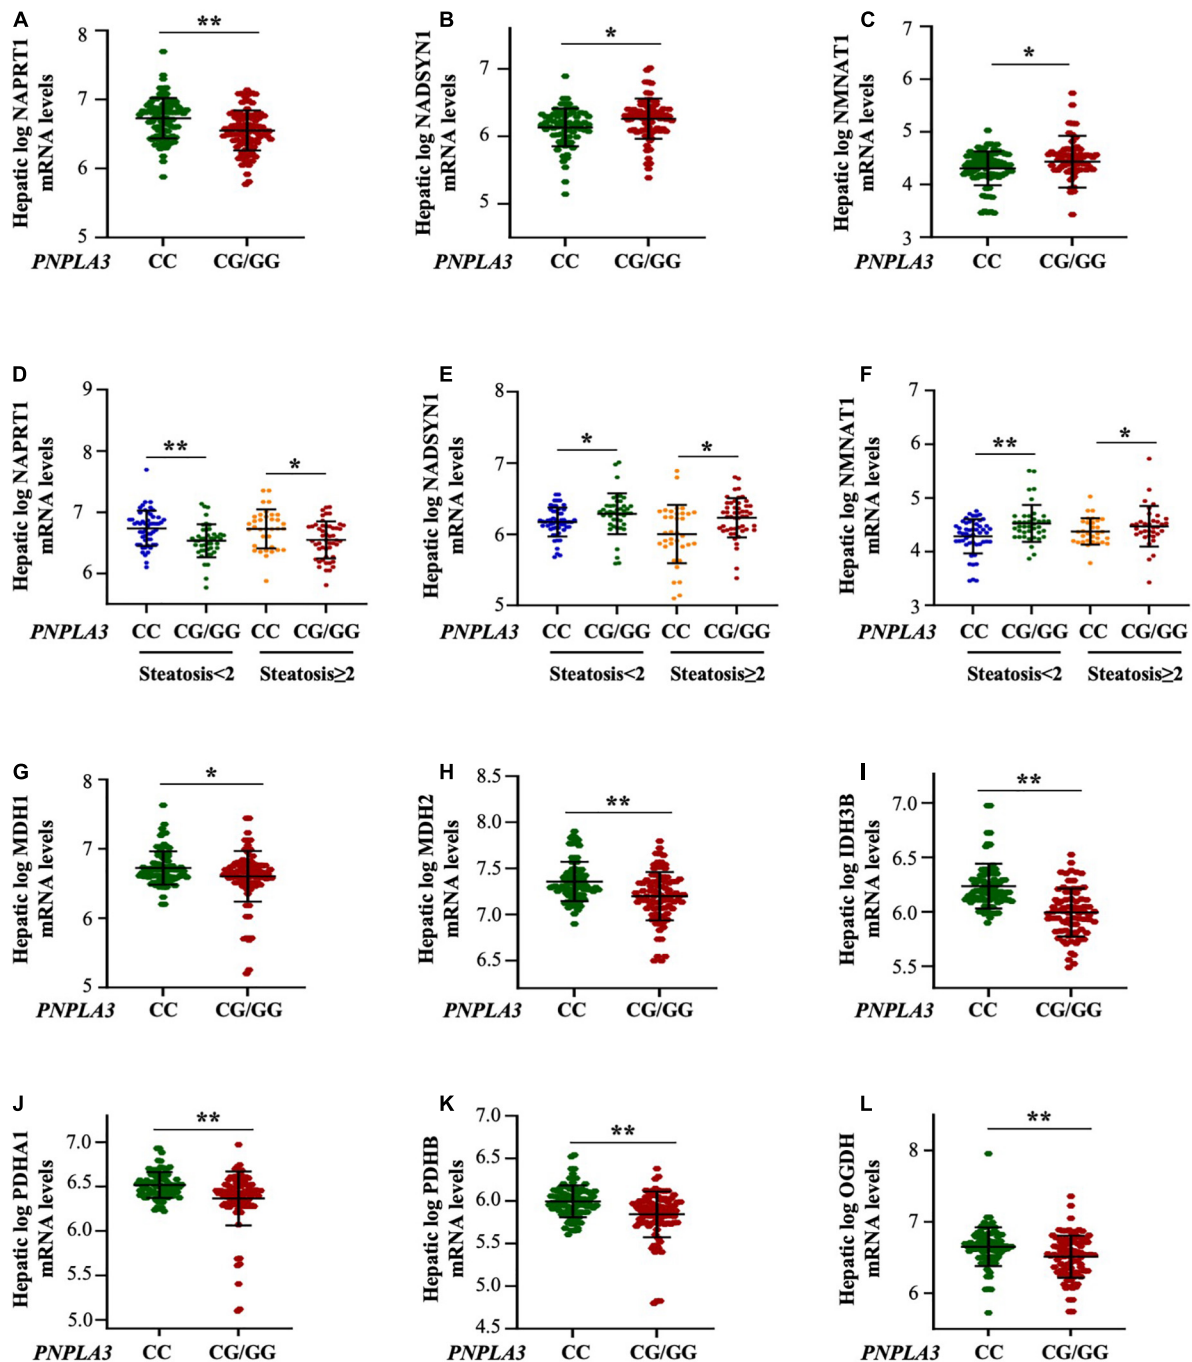 A
Hepatic log NAPRT1
mRNA levels
8
7
6
5
**
PNPLA3 CC CG/GG
B
Hepatic log NADSYN1
mRNA levels
7
6
5
*
PNPLA3 CC CG/GG
C
Hepatic log NMNAT1
mRNA levels
7
6
5
4
3
*
PNPLA3 CC CG/GG
D
Hepatic log NAPRT1
mRNA levels
9
8
7
6
**
*
PNPLA3 CC CG/GG CC CG/GG
Steatosis<2 Steatosis≥2
E
Hepatic log NADSYN1
mRNA levels
8
7
6
5
*
*
PNPLA3 CC CG/GG CC CG/GG
Steatosis<2 Steatosis≥2
F
Hepatic log NMNAT1
mRNA levels
7
6
5
4
3
**
*
PNPLA3 CC CG/GG CC CG/GG
Steatosis<2 Steatosis≥2
G
Hepatic log MDH1
mRNA levels
8
7
6
5
*
PNPLA3 CC CG/GG
H
Hepatic log MDH2
mRNA levels
8.5
8.0
7.5
7.0
6.5
**
PNPLA3 CC CG/GG
I
Hepatic log IDH3B
mRNA levels
7.0
6.5
6.0
5.5
**
PNPLA3 CC CG/GG
J
Hepatic log PDHA1
mRNA levels
7.0
6.5
6.0
5.5
5.0
**
PNPLA3 CC CG/GG
K
Hepatic log PDHB
mRNA levels
7.0
6.5
6.0
5.5
5.0
4.5
**
PNPLA3 CC CG/GG
L
Hepatic log OGDH
mRNA levels
8
7
6
**
PNPLA3 CC CG/GG